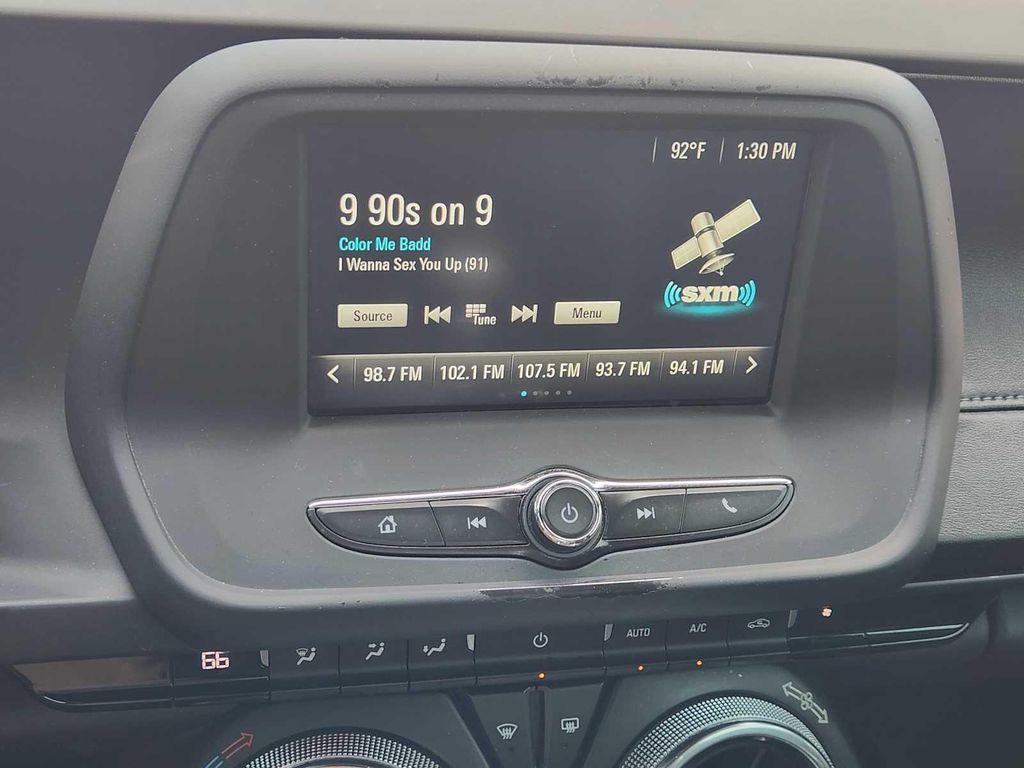 92°F 1:30 PM
9 90s on 9
Color Me Badd
I Wanna Sex You Up (91)
sxm
Source Tune Menu
98.7 FM 102.1 FM 107.5 FM 93.7 FM 94.1 FM
66 AUTO A/C